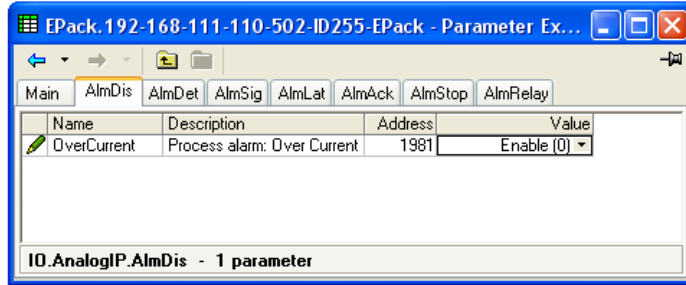 EPack.192-168-111-110-502-ID255-EPack - Parameter Ex...
Main AlmDis AlmDet AlmSig AlmLat AlmAck AlmStop AlmRelay
Name Description Address Value
OverCurrent Process alarm: Over Current 1981 Enable (0)
IO.AnalogIP.AlmDis - 1 parameter